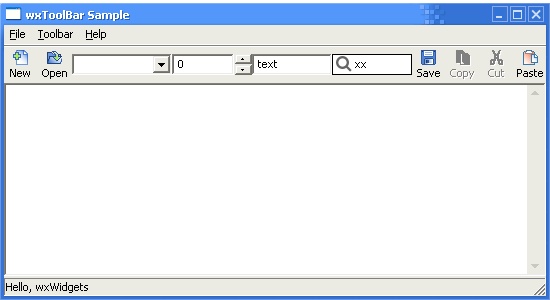 wxToolBar Sample
File Toolbar Help
New Open 0 text xx Save Copy Cut Paste
Hello, wxWidgets